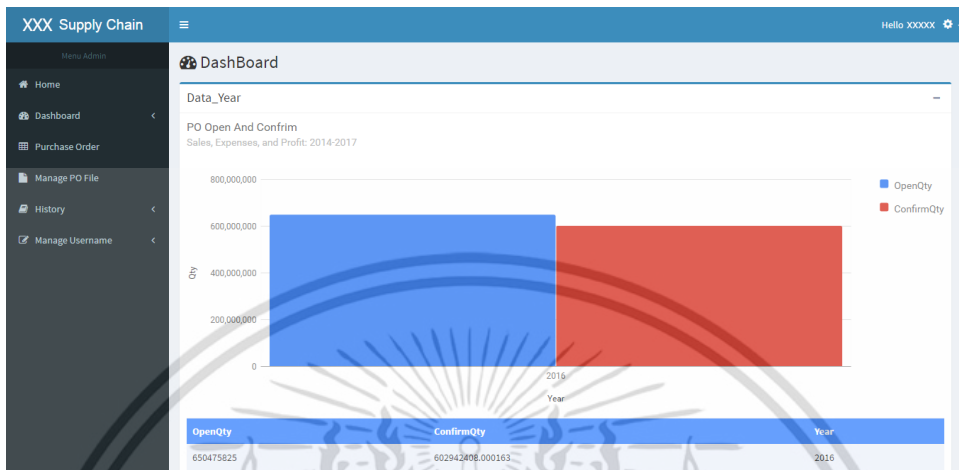 XXX Supply Chain
Hello XXXXX
Menu Admin
Home
Dashboard
Purchase Order
Manage PO File
History
Manage Username
DashBoard
Data_Year
PO Open And Confrim
Sales, Expenses, and Profit: 2014-2017
800,000,000
600,000,000
400,000,000
200,000,000
0
Qty
2016
Year
OpenQty
ConfirmQty
OpenQty ConfirmQty Year
650475825 602942408.000163 2016